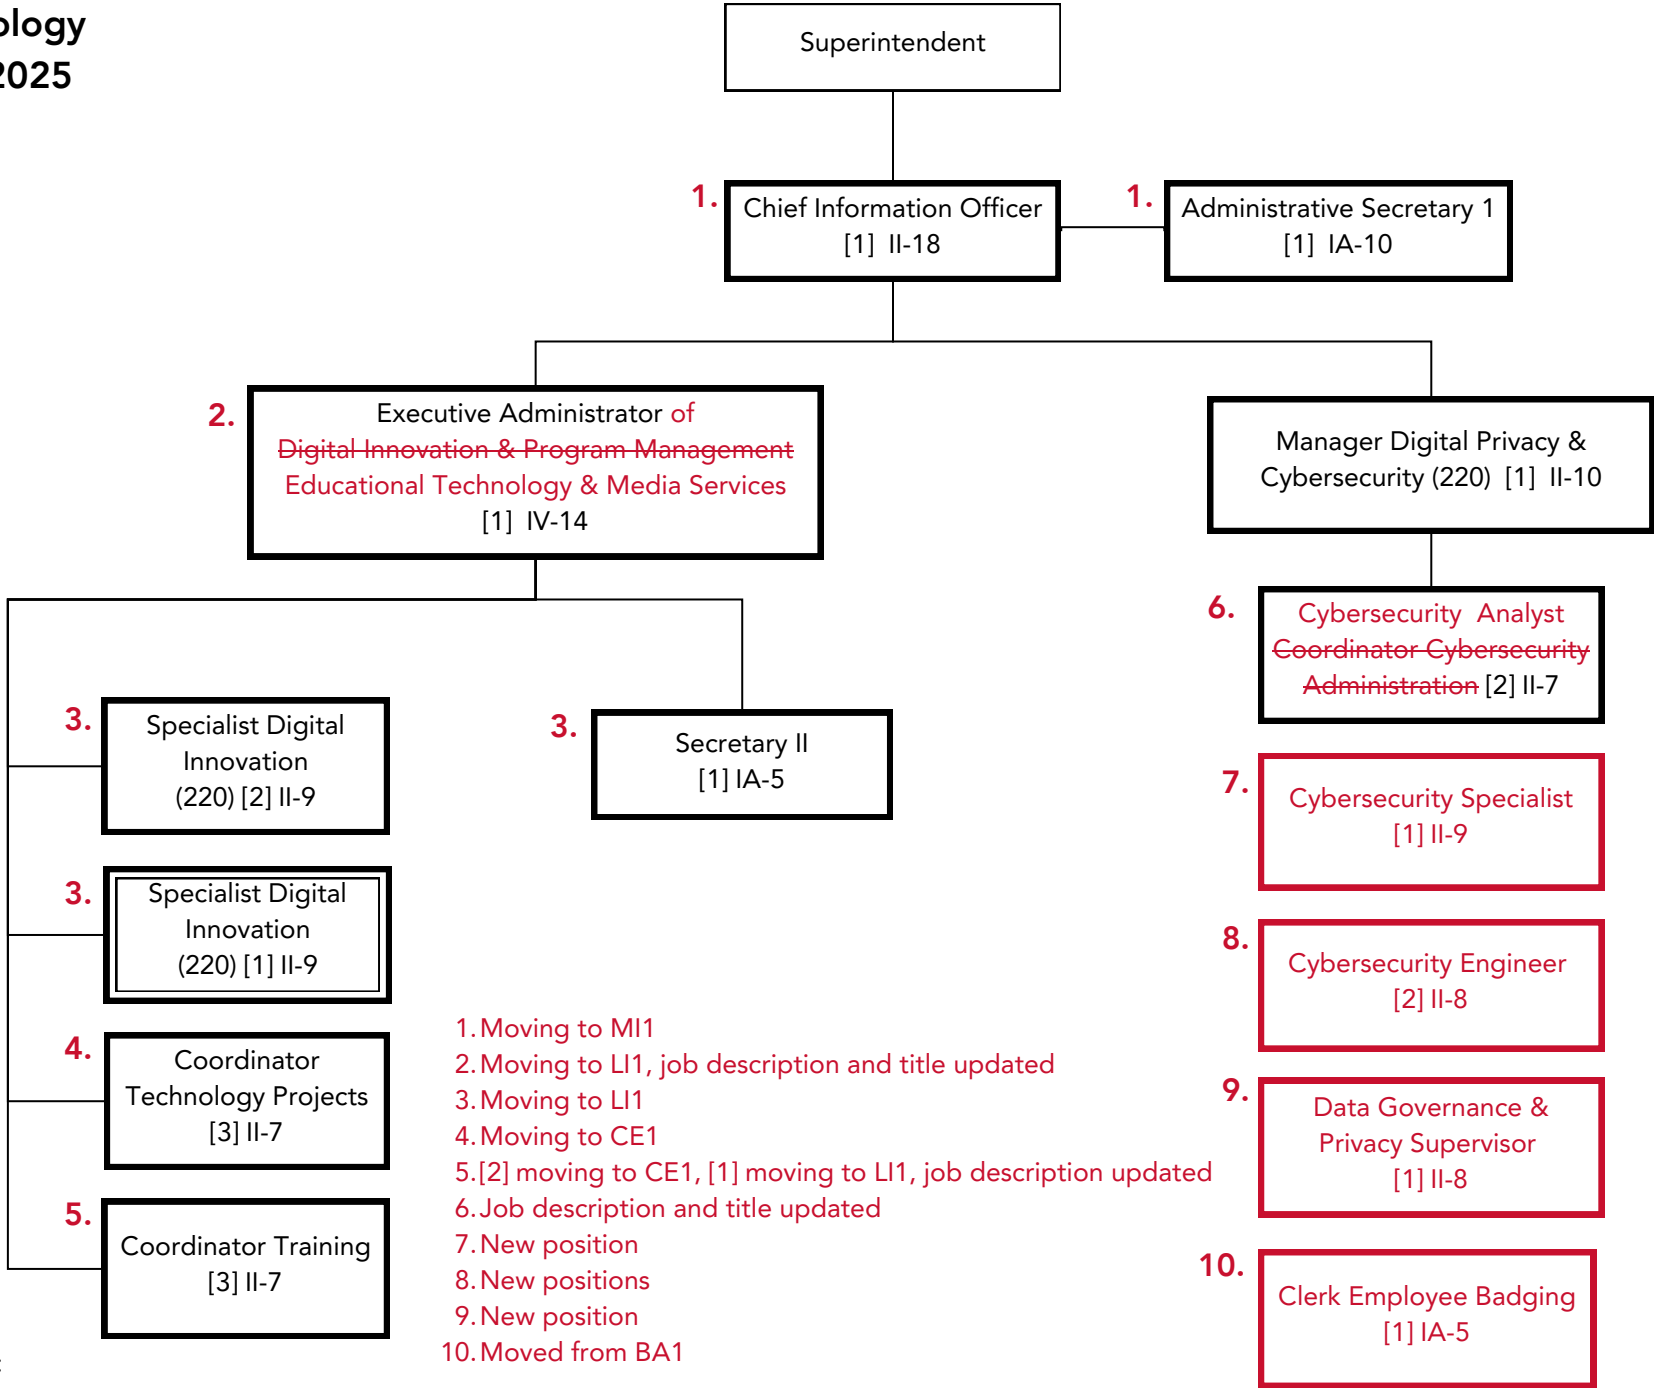 2025
Superintendent
1.
Chief Information Officer
[1] II-18
1.
Administrative Secretary 1
[1] IA-10
2.
Executive Administrator of
Digital Innovation & Program Management
Educational Technology & Media Services
[1] IV-14
Manager Digital Privacy &
Cybersecurity (220) [1] II-10
3.
Specialist Digital
Innovation
(220) [2] II-9
3.
Secretary II
[1] IA-5
3.
Specialist Digital
Innovation
(220) [1] II-9
4.
Coordinator
Technology Projects
[3] II-7
5.
Coordinator Training
[3] II-7
6.
Cybersecurity Analyst
Coordinator Cybersecurity
Administration [2] II-7
7.
Cybersecurity Specialist
[1] II-9
8.
Cybersecurity Engineer
[2] II-8
9.
Data Governance &
Privacy Supervisor
[1] II-8
10.
Clerk Employee Badging
[1] IA-5
1. Moving to MI1
2. Moving to LI1, job description and title updated
3. Moving to LI1
4. Moving to CE1
5. [2] moving to CE1, [1] moving to LI1, job description updated
6. Job description and title updated
7. New position
8. New positions
9. New position
10. Moved from BA1